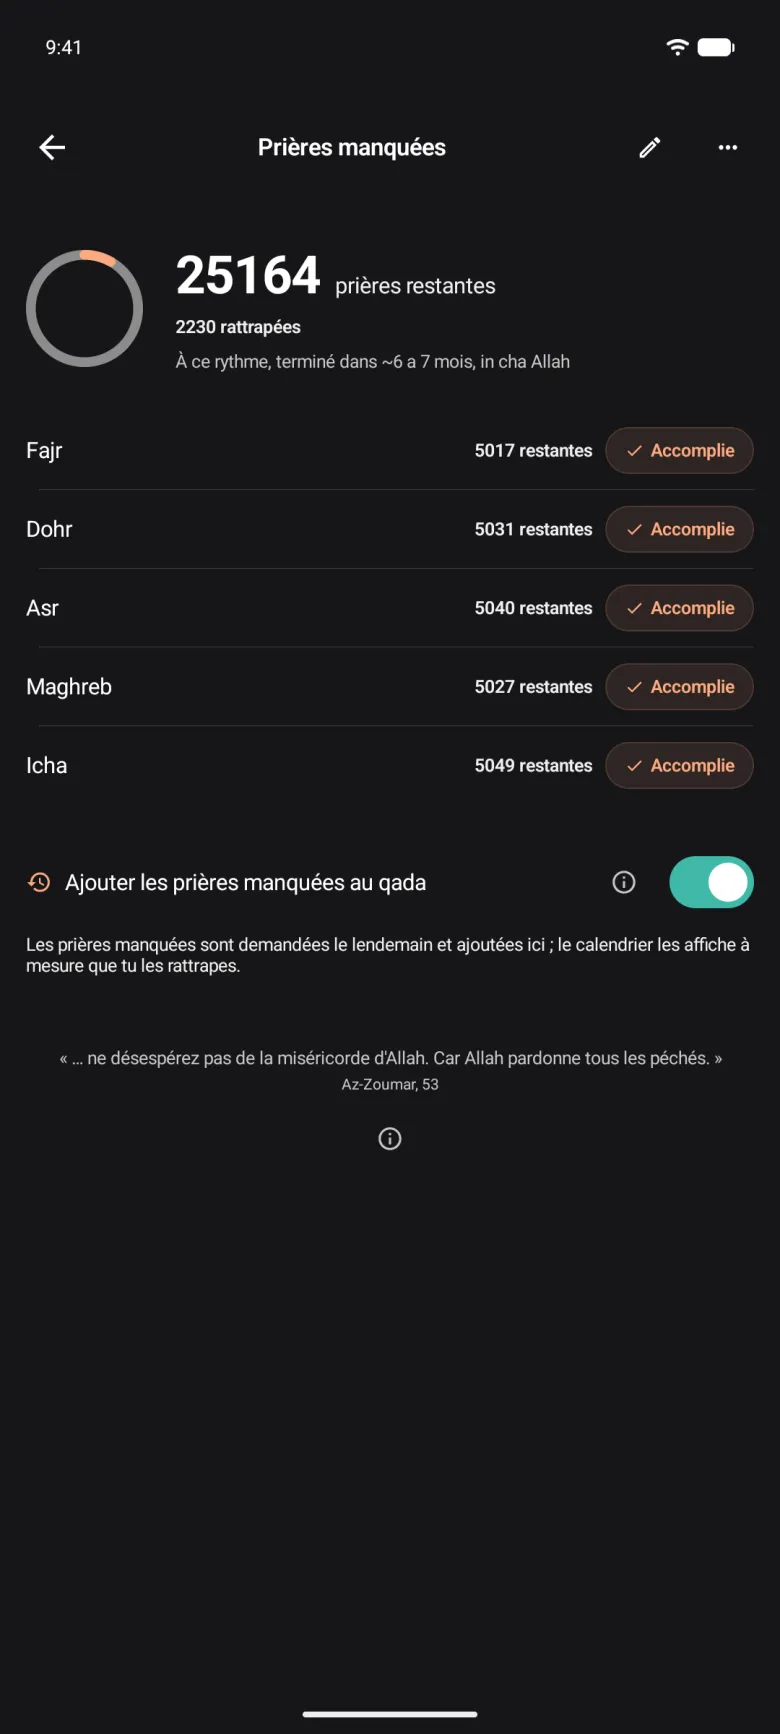 9:41
Prières manquées
25164 prières restantes
2230 rattrapées
À ce rythme, terminé dans ~6 a 7 mois, in cha Allah
Fajr 5017 restantes Accomplie
Dohr 5031 restantes Accomplie
Asr 5040 restantes Accomplie
Maghreb 5027 restantes Accomplie
Icha 5049 restantes Accomplie
Ajouter les prières manquées au qada
Les prières manquées sont demandées le lendemain et ajoutées ici ; le calendrier les affiche à
mesure que tu les rattrapes.
« ... ne désespérez pas de la miséricorde d'Allah. Car Allah pardonne tous les péchés. »
Az-Zoumar, 53